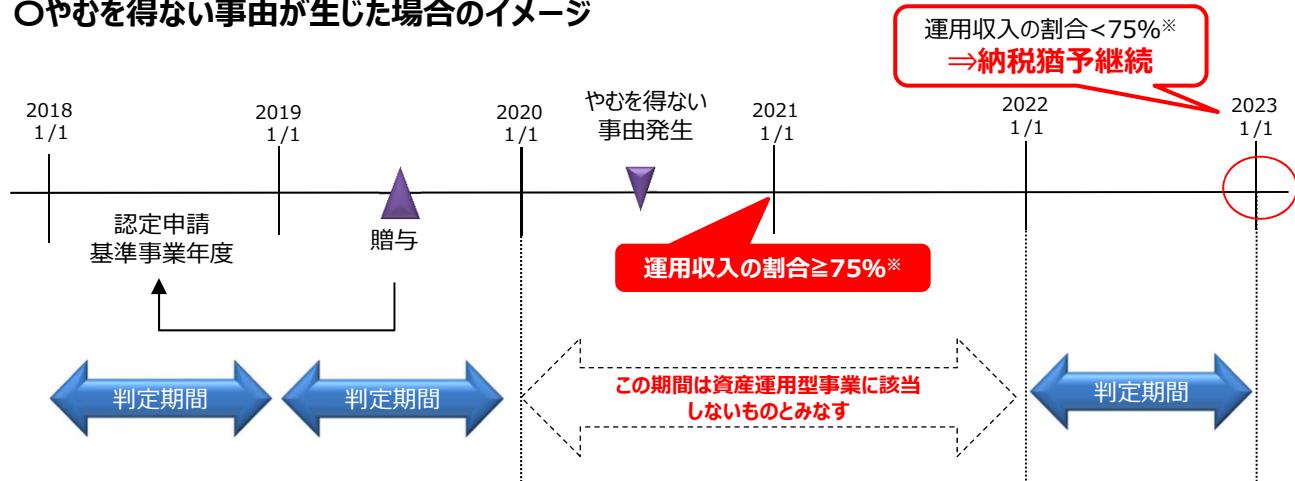 ○やむを得ない事由が生じた場合のイメージ
運用収入の割合<75%※
⇒納税猶予継続
2018
1/1
2019
1/1
2020
1/1
やむを得ない
事由発生
2021
1/1
2022
1/1
2023
1/1
認定申請
基準事業年度
贈与
運用収入の割合≧75%※
判定期間
判定期間
この期間は資産運用型事業に該当
しないものとみなす
判定期間